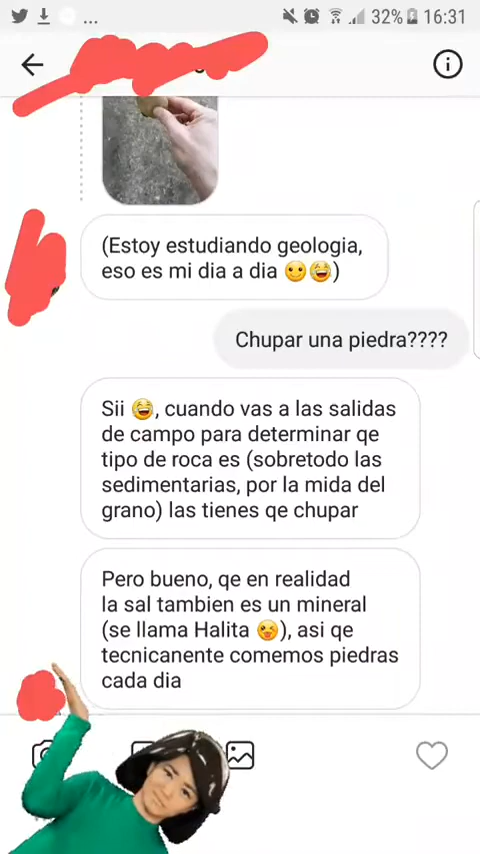 ... 32% 16:31
(Estoy estudiando geologia,
eso es mi dia a dia 🙂😅)
Chupar una piedra????
Sii 😅, cuando vas a las salidas
de campo para determinar qe
tipo de roca es (sobretodo las
sedimentarias, por la mida del
grano) las tienes qe chupar
Pero bueno, qe en realidad
la sal tambien es un mineral
(se llama Halita 😜), asi qe
tecnicanente comemos piedras
cada dia